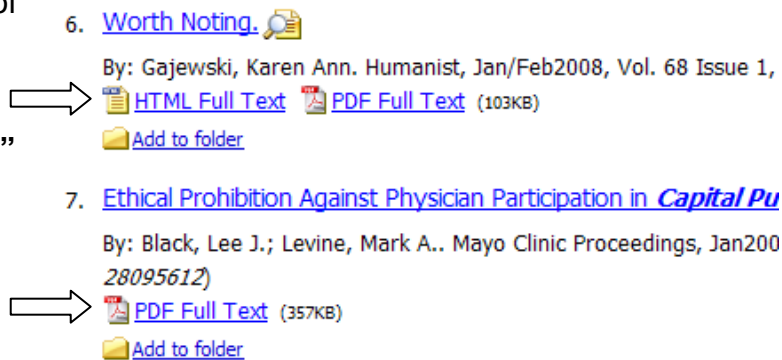 of
6. Worth Noting.
By: Gajewski, Karen Ann. Humanist, Jan/Feb2008, Vol. 68 Issue 1,
HTML Full Text PDF Full Text (103KB)
Add to folder
”
7. Ethical Prohibition Against Physician Participation in Capital Pu
By: Black, Lee J.; Levine, Mark A.. Mayo Clinic Proceedings, Jan200
28095612)
PDF Full Text (357KB)
Add to folder